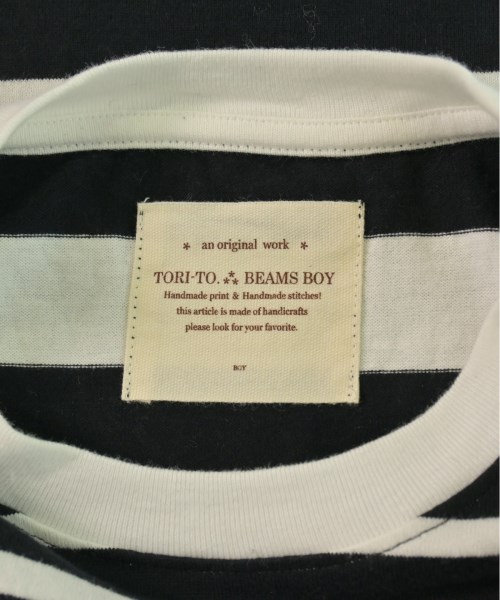 * an original work *
TORI-TO. ⁂ BEAMS BOY
Handmade print & Handmade stitches!
this article is made of handicrafts
please look for your favorite.
BOY